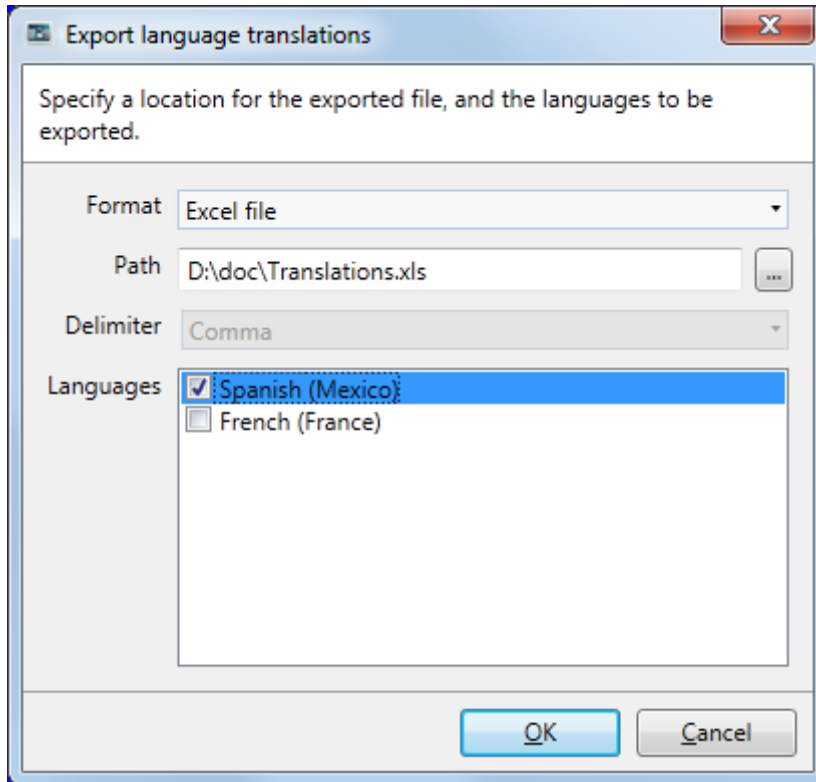 Export language translations
Specify a location for the exported file, and the languages to be
exported.
Format Excel file
Path D:\doc\Translations.xls ...
Delimiter Comma
Languages Spanish (Mexico)
French (France)
OK Cancel